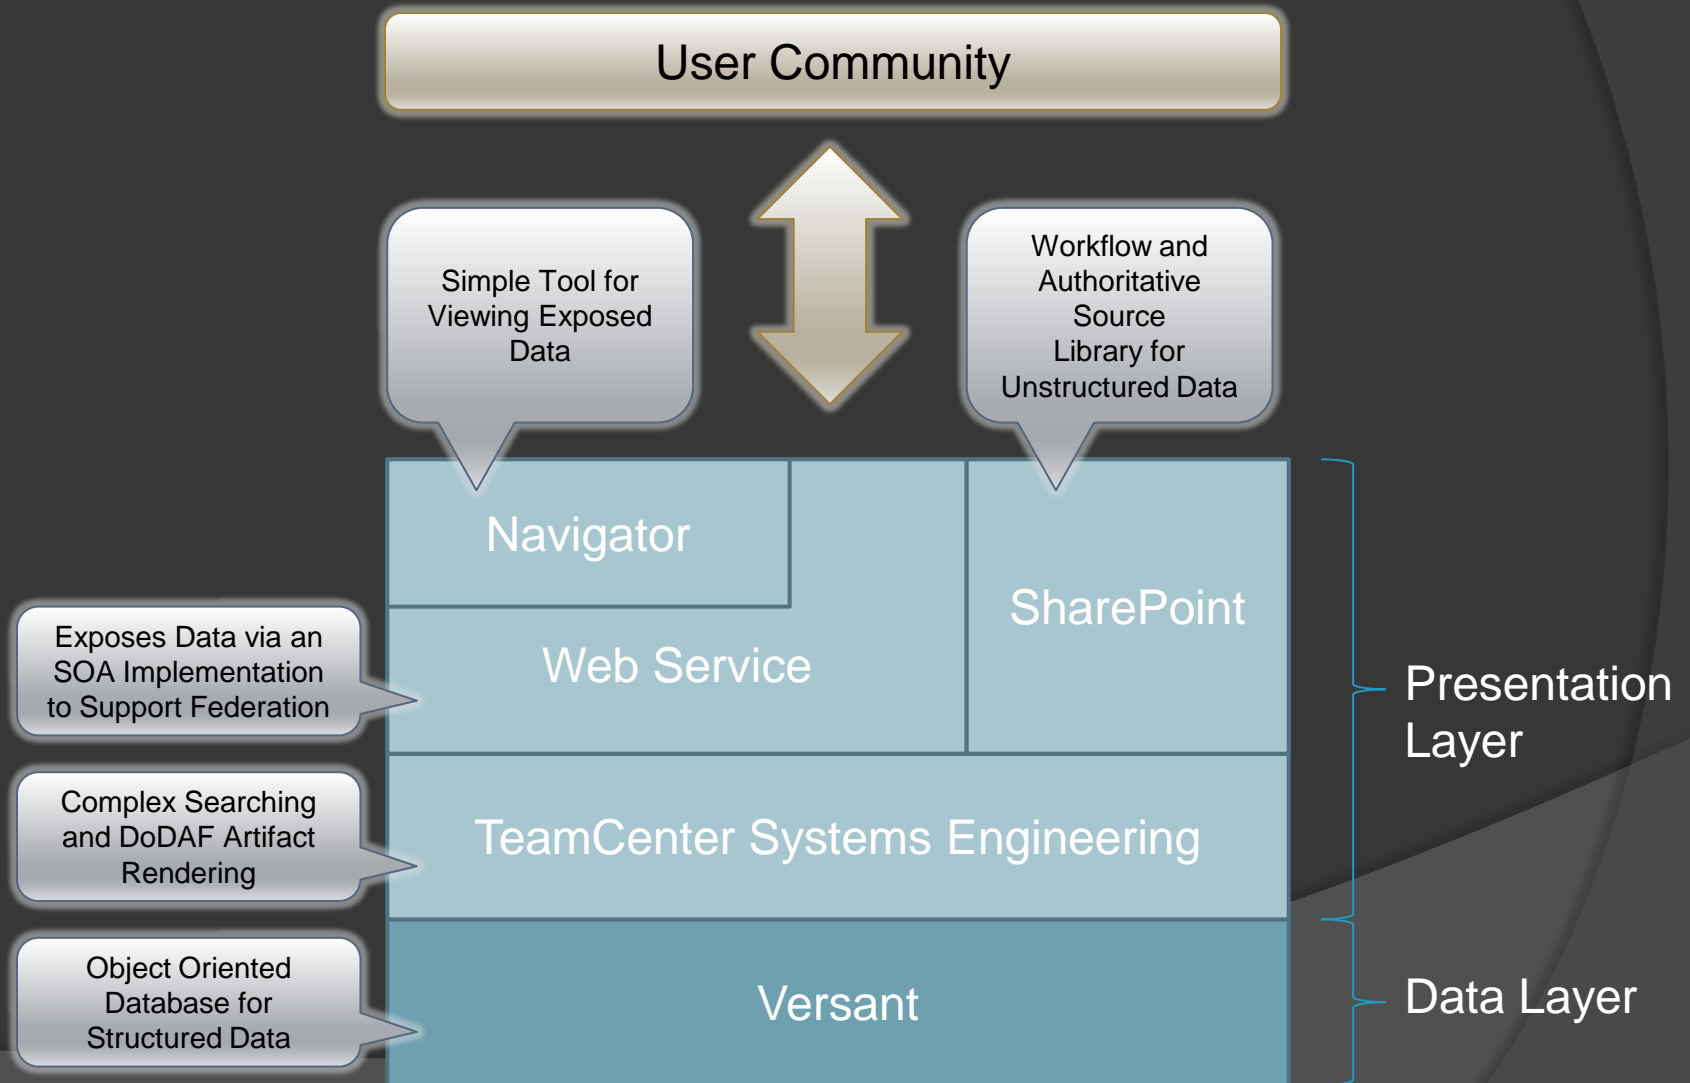 User Community
Simple Tool for
Viewing Exposed
Data
Workflow and
Authoritative
Source
Library for
Unstructured Data
Navigator
SharePoint
Exposes Data via an
SOA Implementation
to Support Federation
Web Service
Presentation
Layer
Complex Searching
and DoDAF Artifact
Rendering
TeamCenter Systems Engineering
Object Oriented
Database for
Structured Data
Versant
Data Layer